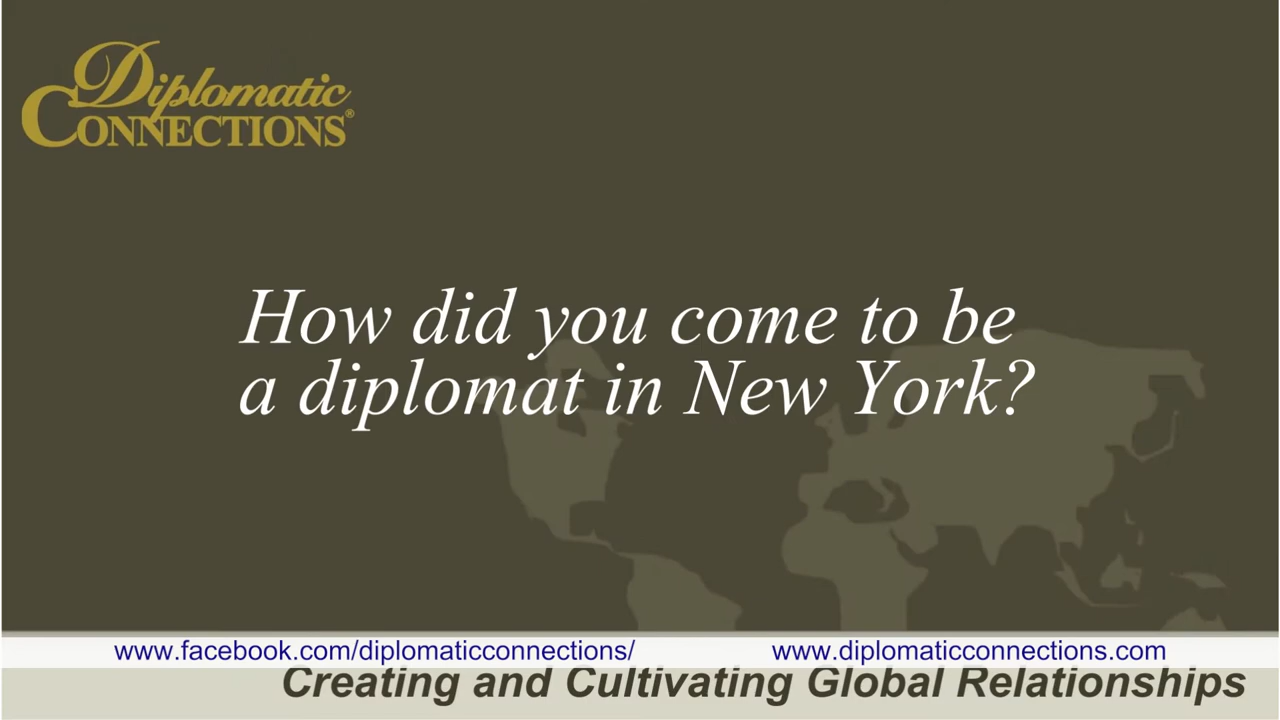 Diplomatic
CONNECTIONS®
How did you come to be
a diplomat in New York?
www.facebook.com/diplomaticconnections/ www.diplomaticconnections.com
Creating and Cultivating Global Relationships